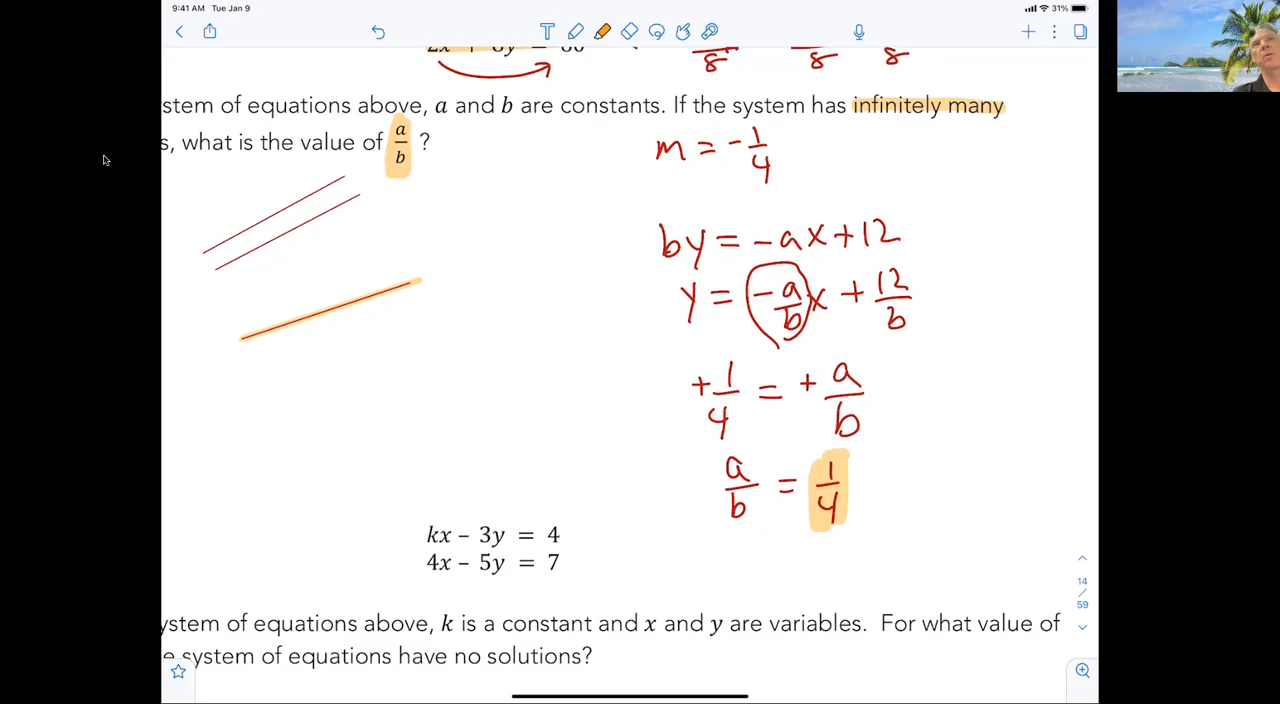 9:41 AM Tue Jan 9
31%
8 8 8
stem of equations above, a and b are constants. If the system has infinitely many
s, what is the value of a/b ?
m = -1/4
by = -ax+12
y = -a/b x + 12/b
+1/4 = +a/b
a/b = 1/4
kx – 3y = 4
4x – 5y = 7
14
/
59
ystem of equations above, k is a constant and x and y are variables. For what value of
e system of equations have no solutions?